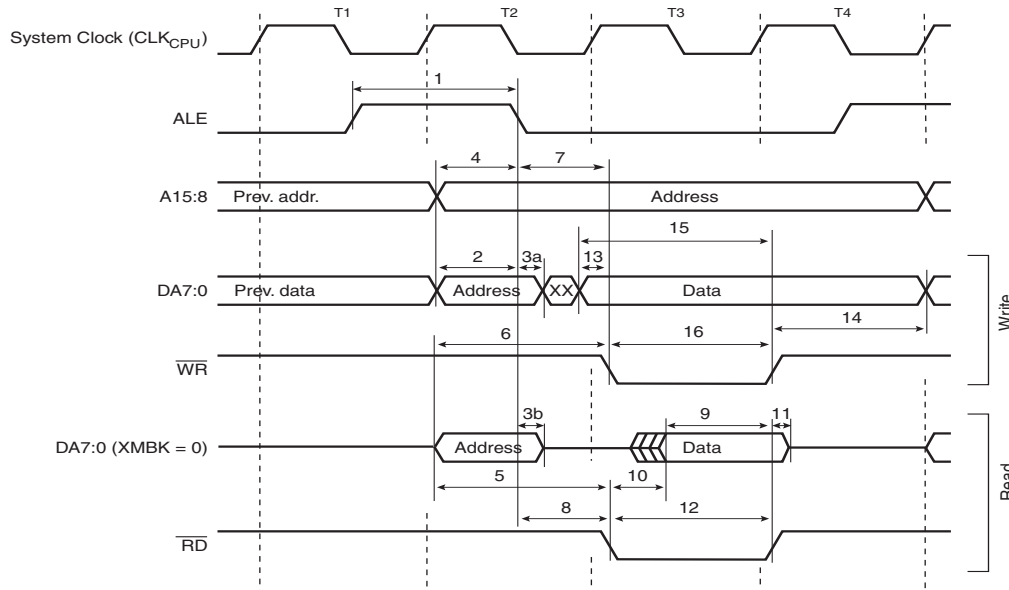 T1 T2 T3 T4
System Clock (CLKCPU)
1
ALE
4 7
A15:8 Prev. addr. Address
15
2 3a 13
DA7:0 Prev. data Address XX Data
14
6 16
WR
Write
3b 9 11
DA7:0 (XMBK = 0) Address Data
5 10
8 12
RD
Read